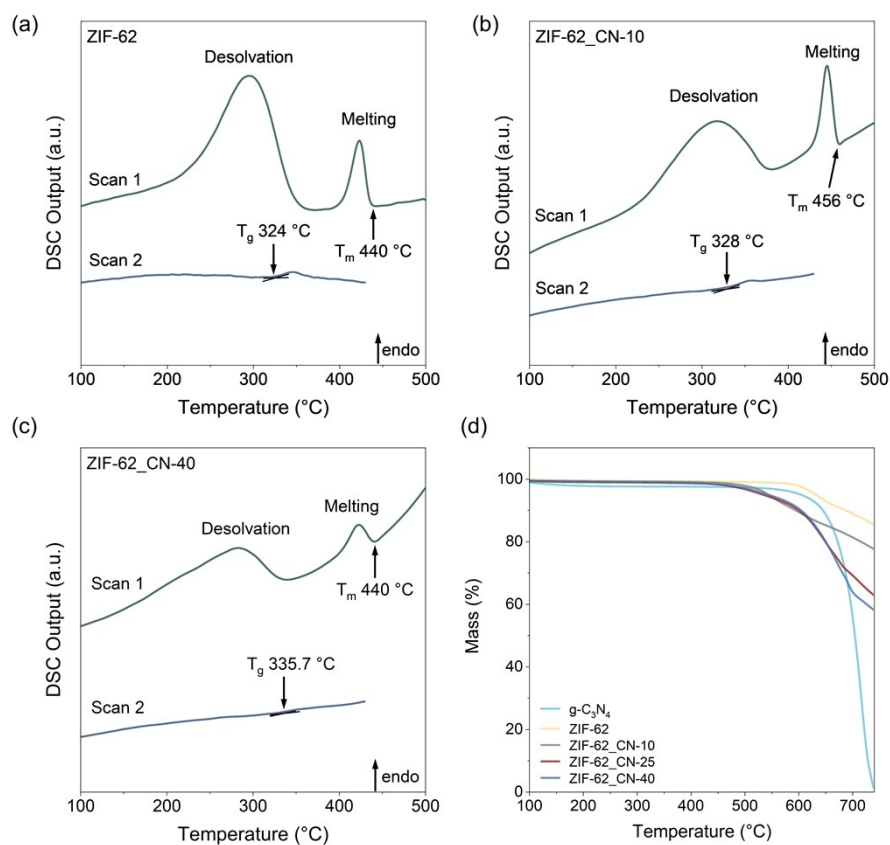 (a)
ZIF-62
Desolvation
Melting
Scan 1
Tg 324 °C
Tm 440 °C
Scan 2
endo
DSC Output (a.u.)
100 200 300 400 500
Temperature (°C)
(b)
ZIF-62_CN-10
Melting
Desolvation
Scan 1
Tm 456 °C
Tg 328 °C
Scan 2
endo
DSC Output (a.u.)
100 200 300 400 500
Temperature (°C)
(c)
ZIF-62_CN-40
Melting
Desolvation
Scan 1
Tm 440 °C
Tg 335.7 °C
Scan 2
endo
DSC Output (a.u.)
100 200 300 400 500
Temperature (°C)
(d)
100
80
60
40
20
0
Mass (%)
g-C3N4
ZIF-62
ZIF-62_CN-10
ZIF-62_CN-25
ZIF-62_CN-40
100 200 300 400 500 600 700
Temperature (°C)